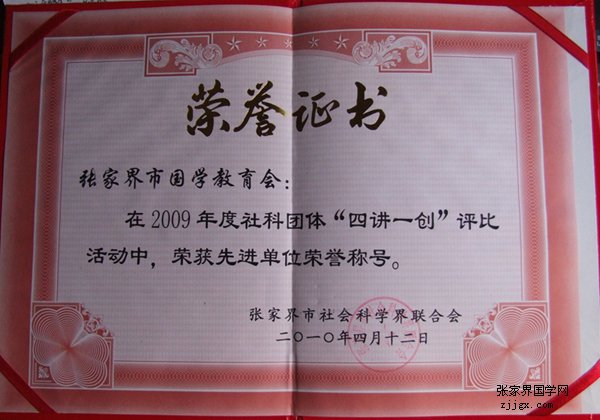 荣誉证书
张家界市国学教育会：
在2009年度社科团体“四讲一创”评比
活动中，荣获先进单位荣誉称号。
张家界市社会科学界联合会
二〇一〇年四月十二日
张家界国学网
zjjgx.com